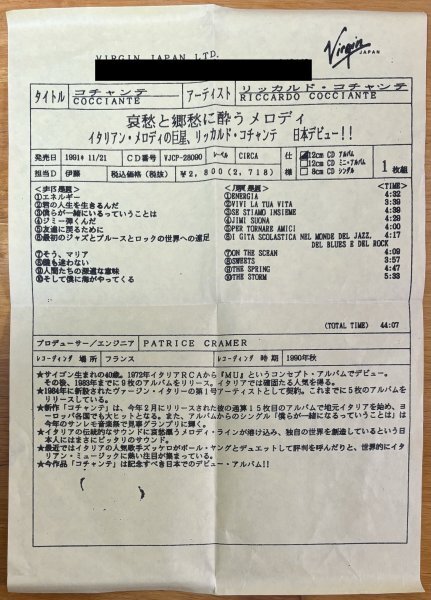 VIRGIN JAPAN LTD.
Virgin JAPAN
タイトル コチャンテ COCCIANTE アーティスト リッカルド・コチャンテ RICCARDO COCCIANTE
哀愁と郷愁に酔うメロディ
イタリアン・メロディの巨星、リッカルド・コチャンテ 日本デビュー!!
発売日 1991年11/21 CD番号 VJCP-28090 レーベル CIRCA 仕様 12cm CD アルバム 12cm CD ミニ・アルバム 8cm CD シングル 1枚組
担当D 伊藤 税込価格(税抜) ¥2,800(2,718)
<邦題> <原題> <TIME>
①エネルギー ①ENERGIA 4:32
②君の人生を生きるんだ ②VIVI LA TUA VITA 3:39
③僕らが一緒にいるっていうことは ③SE STIAMO INSIEME 4:39
④ジミー弾くんだ ④JIMI SUONA 4:29
⑤友達に戻るために ⑤PER TORNARE AMICI 4:00
⑥最初のジャズとブルースとロックの世界への遠足 ⑥I GITA SCOLASTICA NEL MONDO DEL JAZZ, 4:17
DEL BLUES E DEL ROCK
⑦そう、マリア ⑦ON THE OCEAN 4:09
⑧僕も迷わない ⑧SWEETS 3:57
⑨人間たちの深遠な意味 ⑨THE SPRING 4:47
⑩そして僕に海がやってくる ⑩THE STORM 5:33
(TOTAL TIME) 44:07
プロデューサー/エンジニア PATRICE CRAMER
レコーディング 場所 フランス レコーディング 時期 1990年秋
★サイゴン生まれの40歳。1972年イタリアRCAから『MU』というコンセプト・アルバムでデビュー。
その後、1983年までに9枚のアルバムをリリース。イタリアでは確固たる人気を得る。
★1984年に新設されたヴァージン・イタリーの第1号アーティストとして契約。これまでに5枚のアルバムを
リリースしている。
★新作「コチャンテ」は、今年2月にリリースされた彼の通算15枚目のアルバムで地元イタリアを始め、ヨ
ーロッパ各国でも大ヒットとなる。また、アルバムからのシングル「僕らが一緒にいるっていうことは」は
今年のサンレモ音楽祭で見事グランプリに輝く。
★イタリアの伝統的なサウンドに哀愁漂うメロディ・ラインが溶け込み、独自の世界を創造しているという日
本人にはまさにピッタリのサウンド。
★最近ではイタリアの人気歌手ズッケロがポール・ヤングとデュエットして評判を呼んだりと、世界的にイタ
リアン・ミュージックに熱い注目が集まっている。
★今作品「コチャンテ」は記念すべき日本でのデビュー・アルバム!!
( )